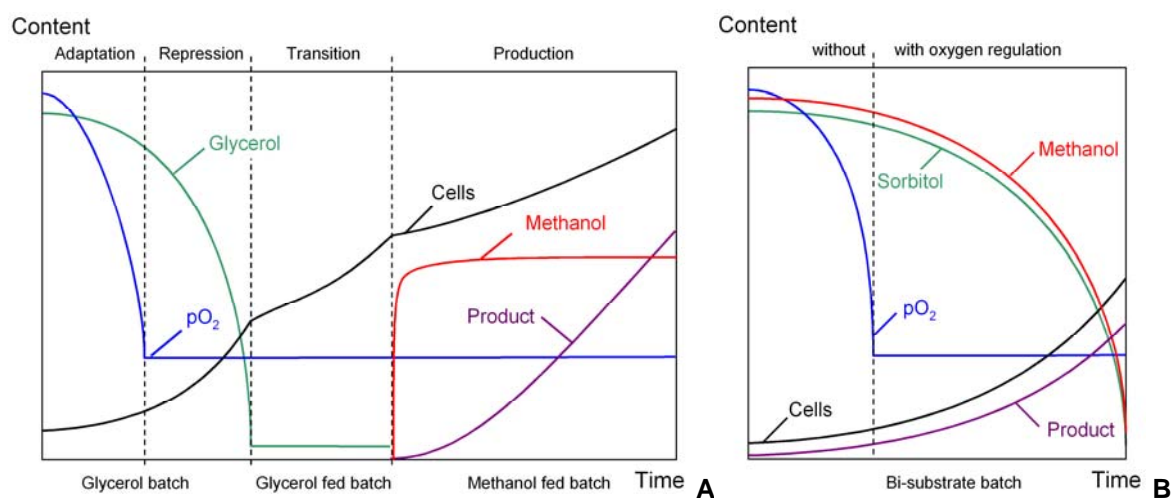 Content
Adaptation Repression Transition Production
Glycerol
Cells
Methanol
Product
pO2
Glycerol batch Glycerol fed batch Methanol fed batch Time A
Content
without with oxygen regulation
Methanol
Sorbitol
pO2
Cells
Product
Bi-substrate batch Time B